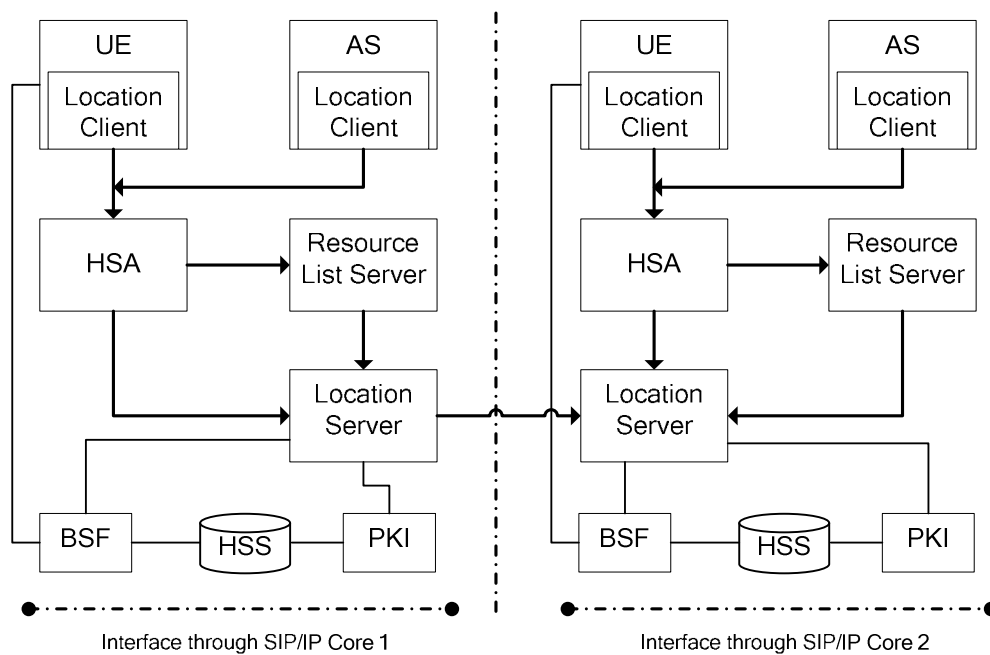 UE
Location
Client
AS
Location
Client
HSA
Resource
List Server
Location
Server
BSF
HSS
PKI
Interface through SIP/IP Core 1
UE
Location
Client
AS
Location
Client
HSA
Resource
List Server
Location
Server
BSF
HSS
PKI
Interface through SIP/IP Core 2